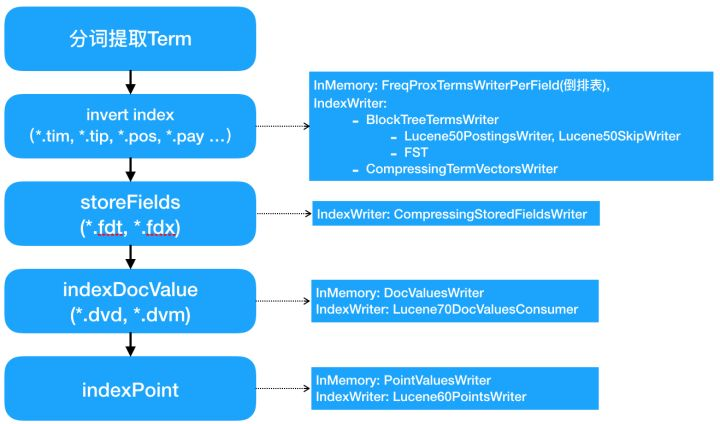 分词提取Term
invert index
(*.tim, *.tip, *.pos, *.pay …)
InMemory: FreqProxTermsWriterPerField(倒排表),
IndexWriter:
- BlockTreeTermsWriter
- Lucene50PostingsWriter, Lucene50SkipWriter
- FST
- CompressingTermVectorsWriter
storeFields
(*.fdt, *.fdx)
IndexWriter: CompressingStoredFieldsWriter
indexDocValue
(*.dvd, *.dvm)
InMemory: DocValuesWriter
IndexWriter: Lucene70DocValuesConsumer
indexPoint
InMemory: PointValuesWriter
IndexWriter: Lucene60PointsWriter